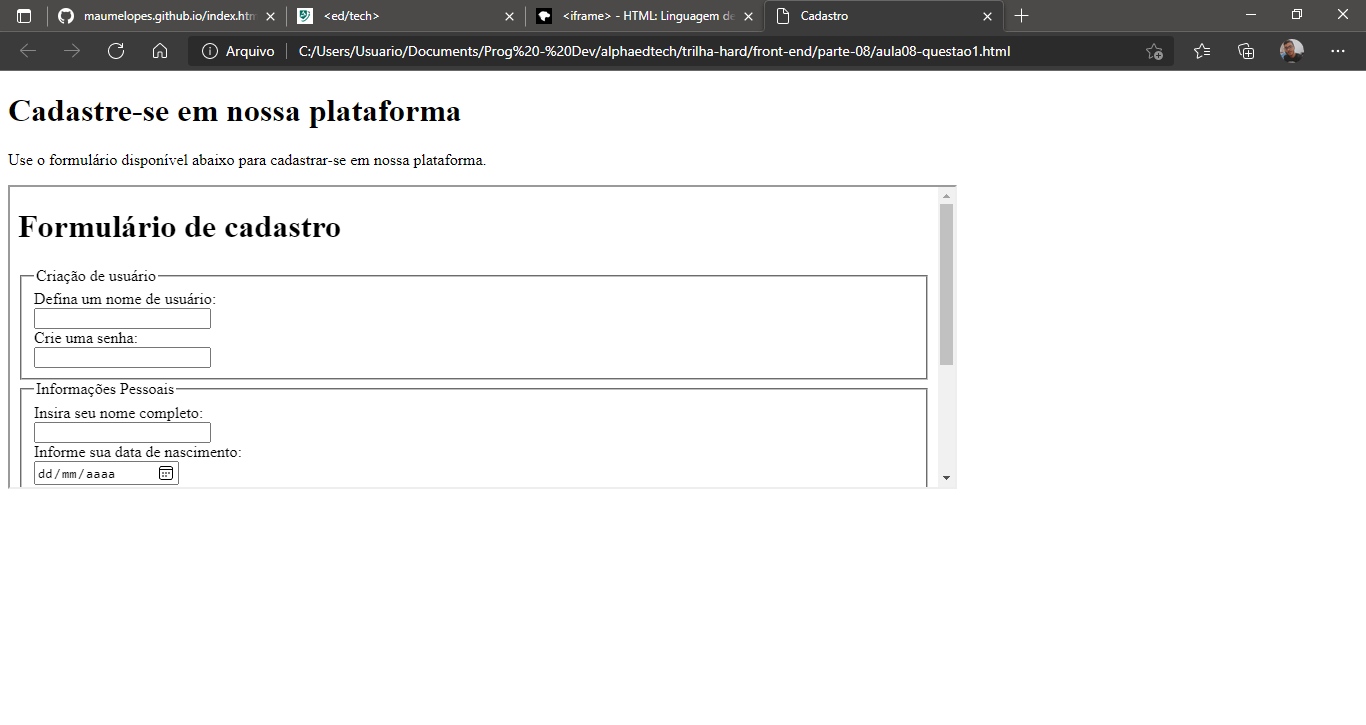 maumelopes.github.io/index.htm
<ed/tech>
<iframe> - HTML: Linguagem de
Cadastro
Arquivo
C:/Users/Usuario/Documents/Prog%20-%20Dev/alphaedtech/trilha-hard/front-end/parte-08/aula08-questao1.html
Cadastre-se em nossa plataforma
Use o formulário disponível abaixo para cadastrar-se em nossa plataforma.
Formulário de cadastro
Criação de usuário
Defina um nome de usuário:
Crie uma senha:
Informações Pessoais
Insira seu nome completo:
Informe sua data de nascimento:
dd/mm/aaaa